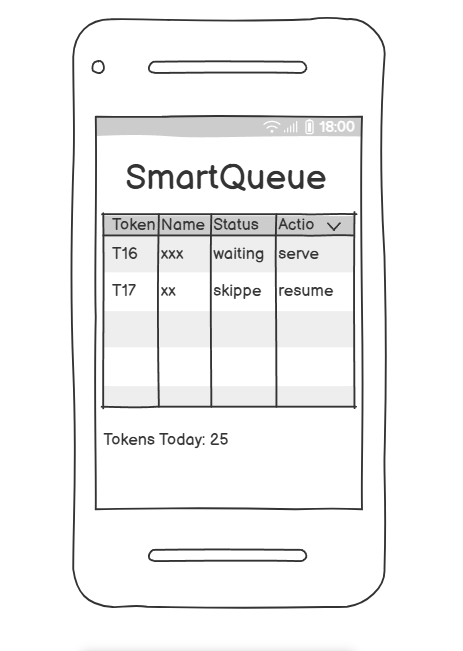 18:00
SmartQueue
Token Name Status Actio
T16 xxx waiting serve
T17 xx skippe resume
Tokens Today: 25